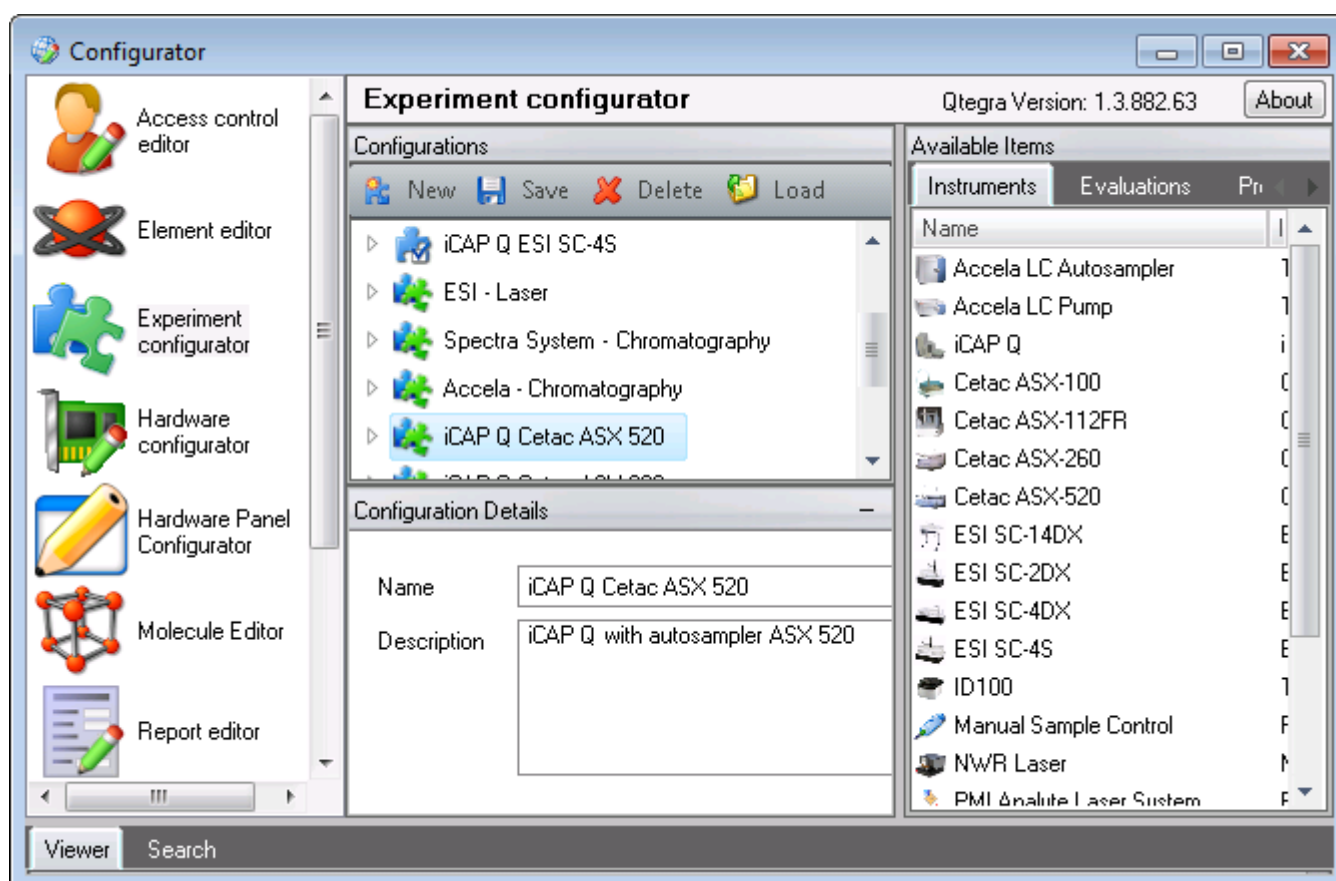 Configurator
Access control
editor
Element editor
Experiment
configurator
Hardware
configurator
Hardware Panel
Configurator
Molecule Editor
Report editor
Experiment configurator
Qtegra Version: 1.3.882.63
About
Configurations
New
Save
Delete
Load
iCAP Q ESI SC-4S
ESI - Laser
Spectra System - Chromatography
Accela - Chromatography
iCAP Q Cetac ASX 520
Configuration Details
Name
iCAP Q Cetac ASX 520
Description
iCAP Q with autosampler ASX 520
Available Items
Instruments
Evaluations
Name
Accela LC Autosampler
Accela LC Pump
iCAP Q
Cetac ASX-100
Cetac ASX-112FR
Cetac ASX-260
Cetac ASX-520
ESI SC-14DX
ESI SC-2DX
ESI SC-4DX
ESI SC-4S
ID100
Manual Sample Control
NWR Laser
PMI Analyte Laser System
Viewer
Search